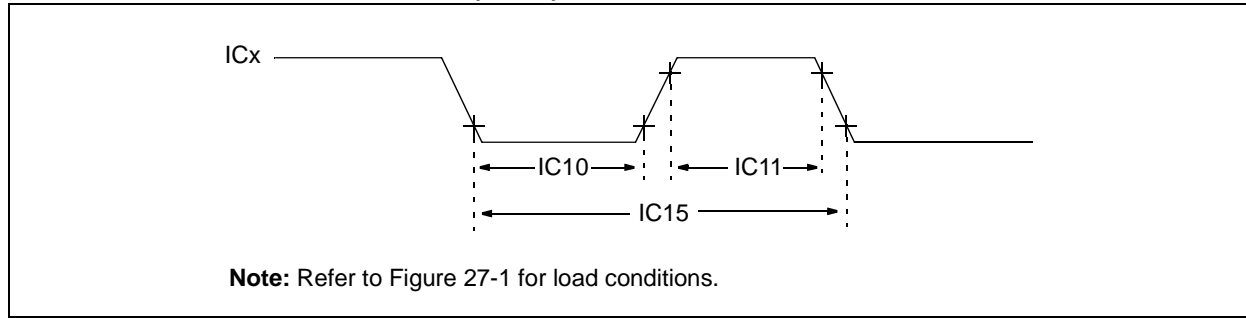 ICx
IC10
IC11
IC15
Note: Refer to Figure 27-1 for load conditions.